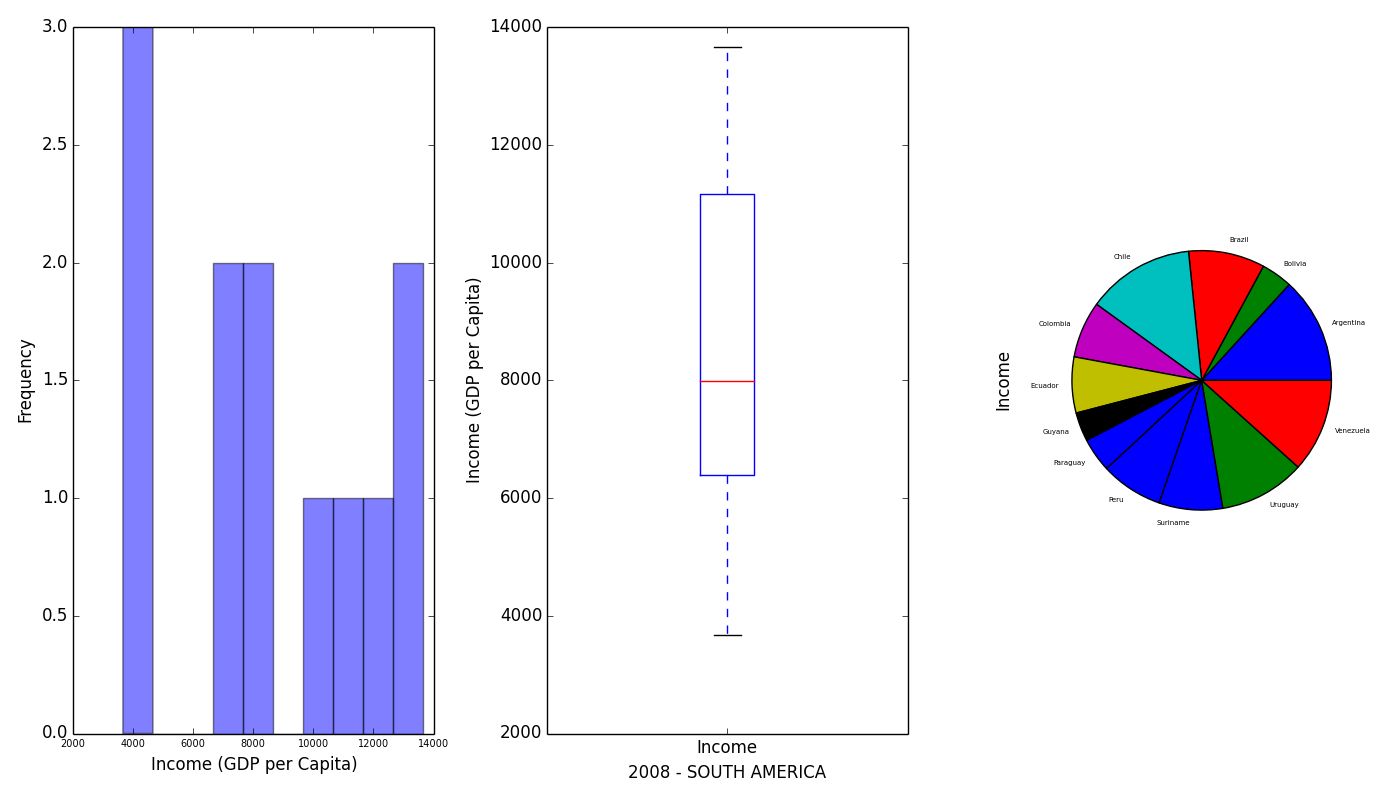 3.0
2.5
2.0
1.5
1.0
0.5
0.0
Frequency
2000 4000 6000 8000 10000 12000 14000
Income (GDP per Capita)
14000
12000
10000
8000
6000
4000
2000
Income (GDP per Capita)
Income
2008 - SOUTH AMERICA
Income
Brazil
Chile
Bolivia
Colombia
Argentina
Ecuador
Guyana
Venezuela
Paraguay
Peru
Uruguay
Suriname